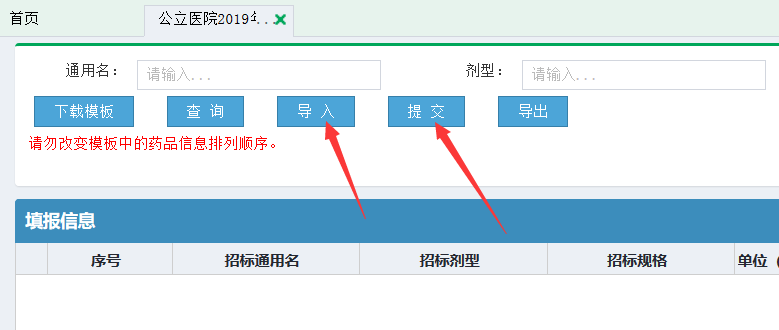 首页
公立医院2019年...
通用名：
请输入...
剂型：
请输入...
下载模板
查 询
导 入
提 交
导出
请勿改变模板中的药品信息排列顺序。
填报信息
序号
招标通用名
招标剂型
招标规格
单位（